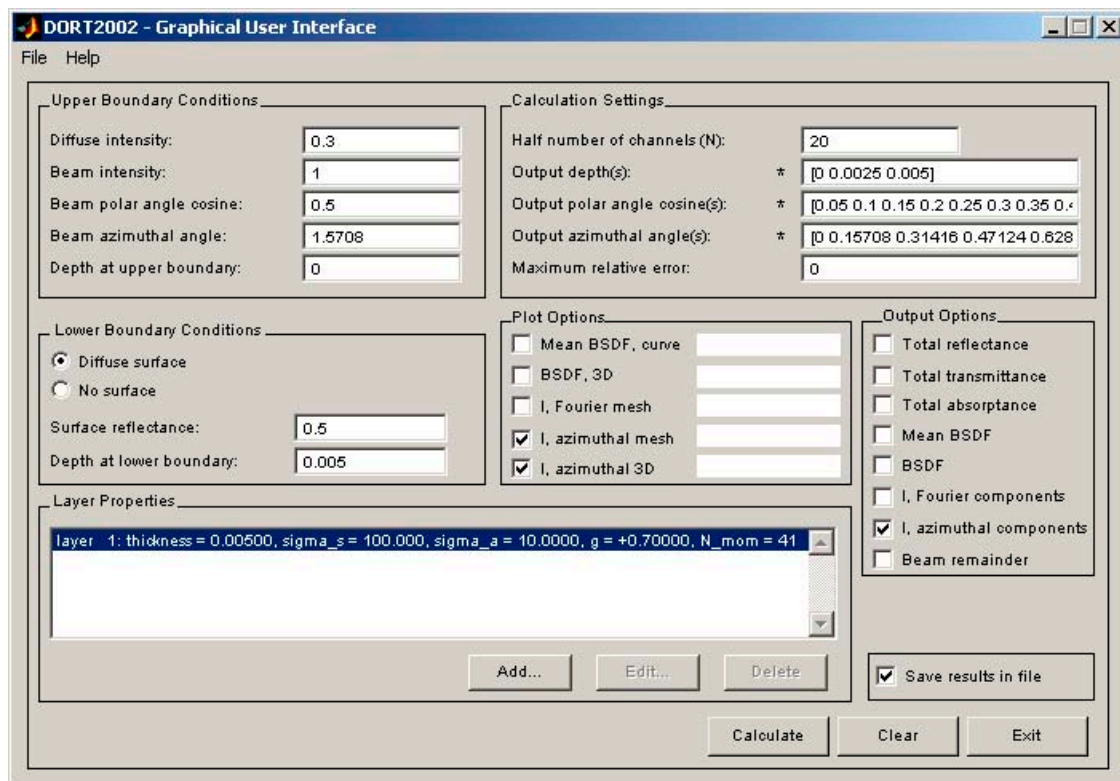 DORT2002 - Graphical User Interface
File Help
Upper Boundary Conditions
Diffuse intensity: 0.3
Beam intensity: 1
Beam polar angle cosine: 0.5
Beam azimuthal angle: 1.5708
Depth at upper boundary: 0
Calculation Settings
Half number of channels (N): 20
Output depth(s): * [0 0.0025 0.005]
Output polar angle cosine(s): * [0.05 0.1 0.15 0.2 0.25 0.3 0.35 0.4
Output azimuthal angle(s): * [0 0.15708 0.31416 0.47124 0.628
Maximum relative error: 0
Lower Boundary Conditions
Diffuse surface
No surface
Surface reflectance: 0.5
Depth at lower boundary: 0.005
Plot Options
Mean BSDF, curve
BSDF, 3D
I, Fourier mesh
I, azimuthal mesh
I, azimuthal 3D
Output Options
Total reflectance
Total transmittance
Total absorptance
Mean BSDF
BSDF
I, Fourier components
I, azimuthal components
Beam remainder
Layer Properties
layer 1: thickness = 0.00500, sigma_s = 100.000, sigma_a = 10.0000, g = +0.70000, N_mom = 41
Add... Edit... Delete
Save results in file
Calculate Clear Exit